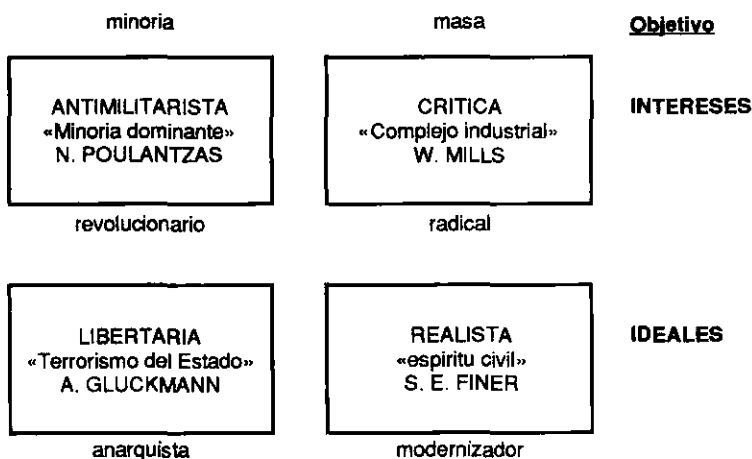 minoria masa Objetivo
ANTIMILITARISTA
«Minoria dominante»
N. POULANTZAS
CRITICA
«Complejo industrial»
W. MILLS
INTERESES
revolucionario radical
LIBERTARIA
«Terrorismo del Estado»
A. GLUCKMANN
REALISTA
«espiritu civil»
S. E. FINER
IDEALES
anarquista modernizador